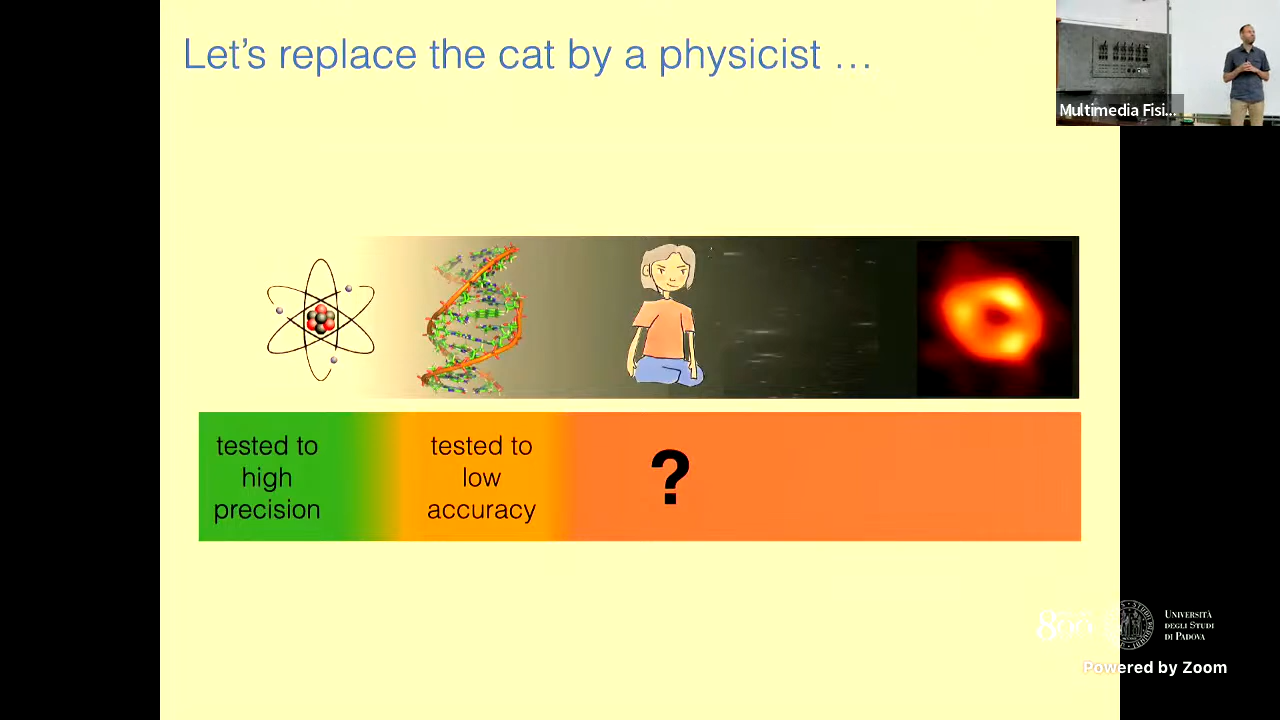 Let's replace the cat by a physicist ...
Multimedia Fisi...
tested to
high
precision
tested to
low
accuracy
?
800
UNIVERSITÀ
DEGLI STUDI
DI PADOVA
Powered by Zoom